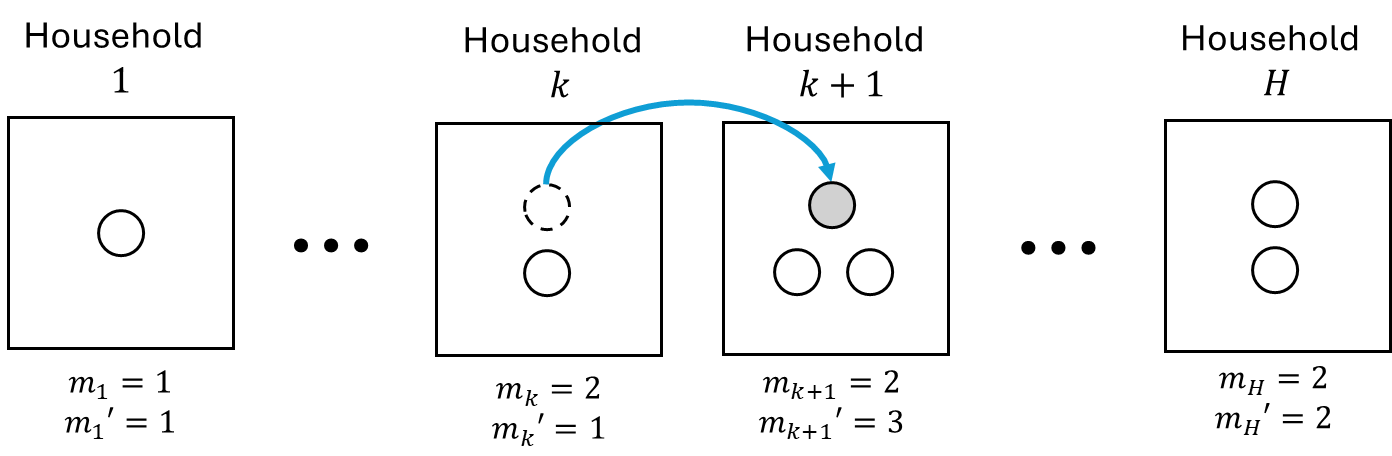 Household
1
Household
k
Household
k + 1
Household
H
m₁ = 1
m₁′ = 1
mₖ = 2
mₖ′ = 1
mₖ₊₁ = 2
mₖ₊₁′ = 3
m_H = 2
m_H′ = 2